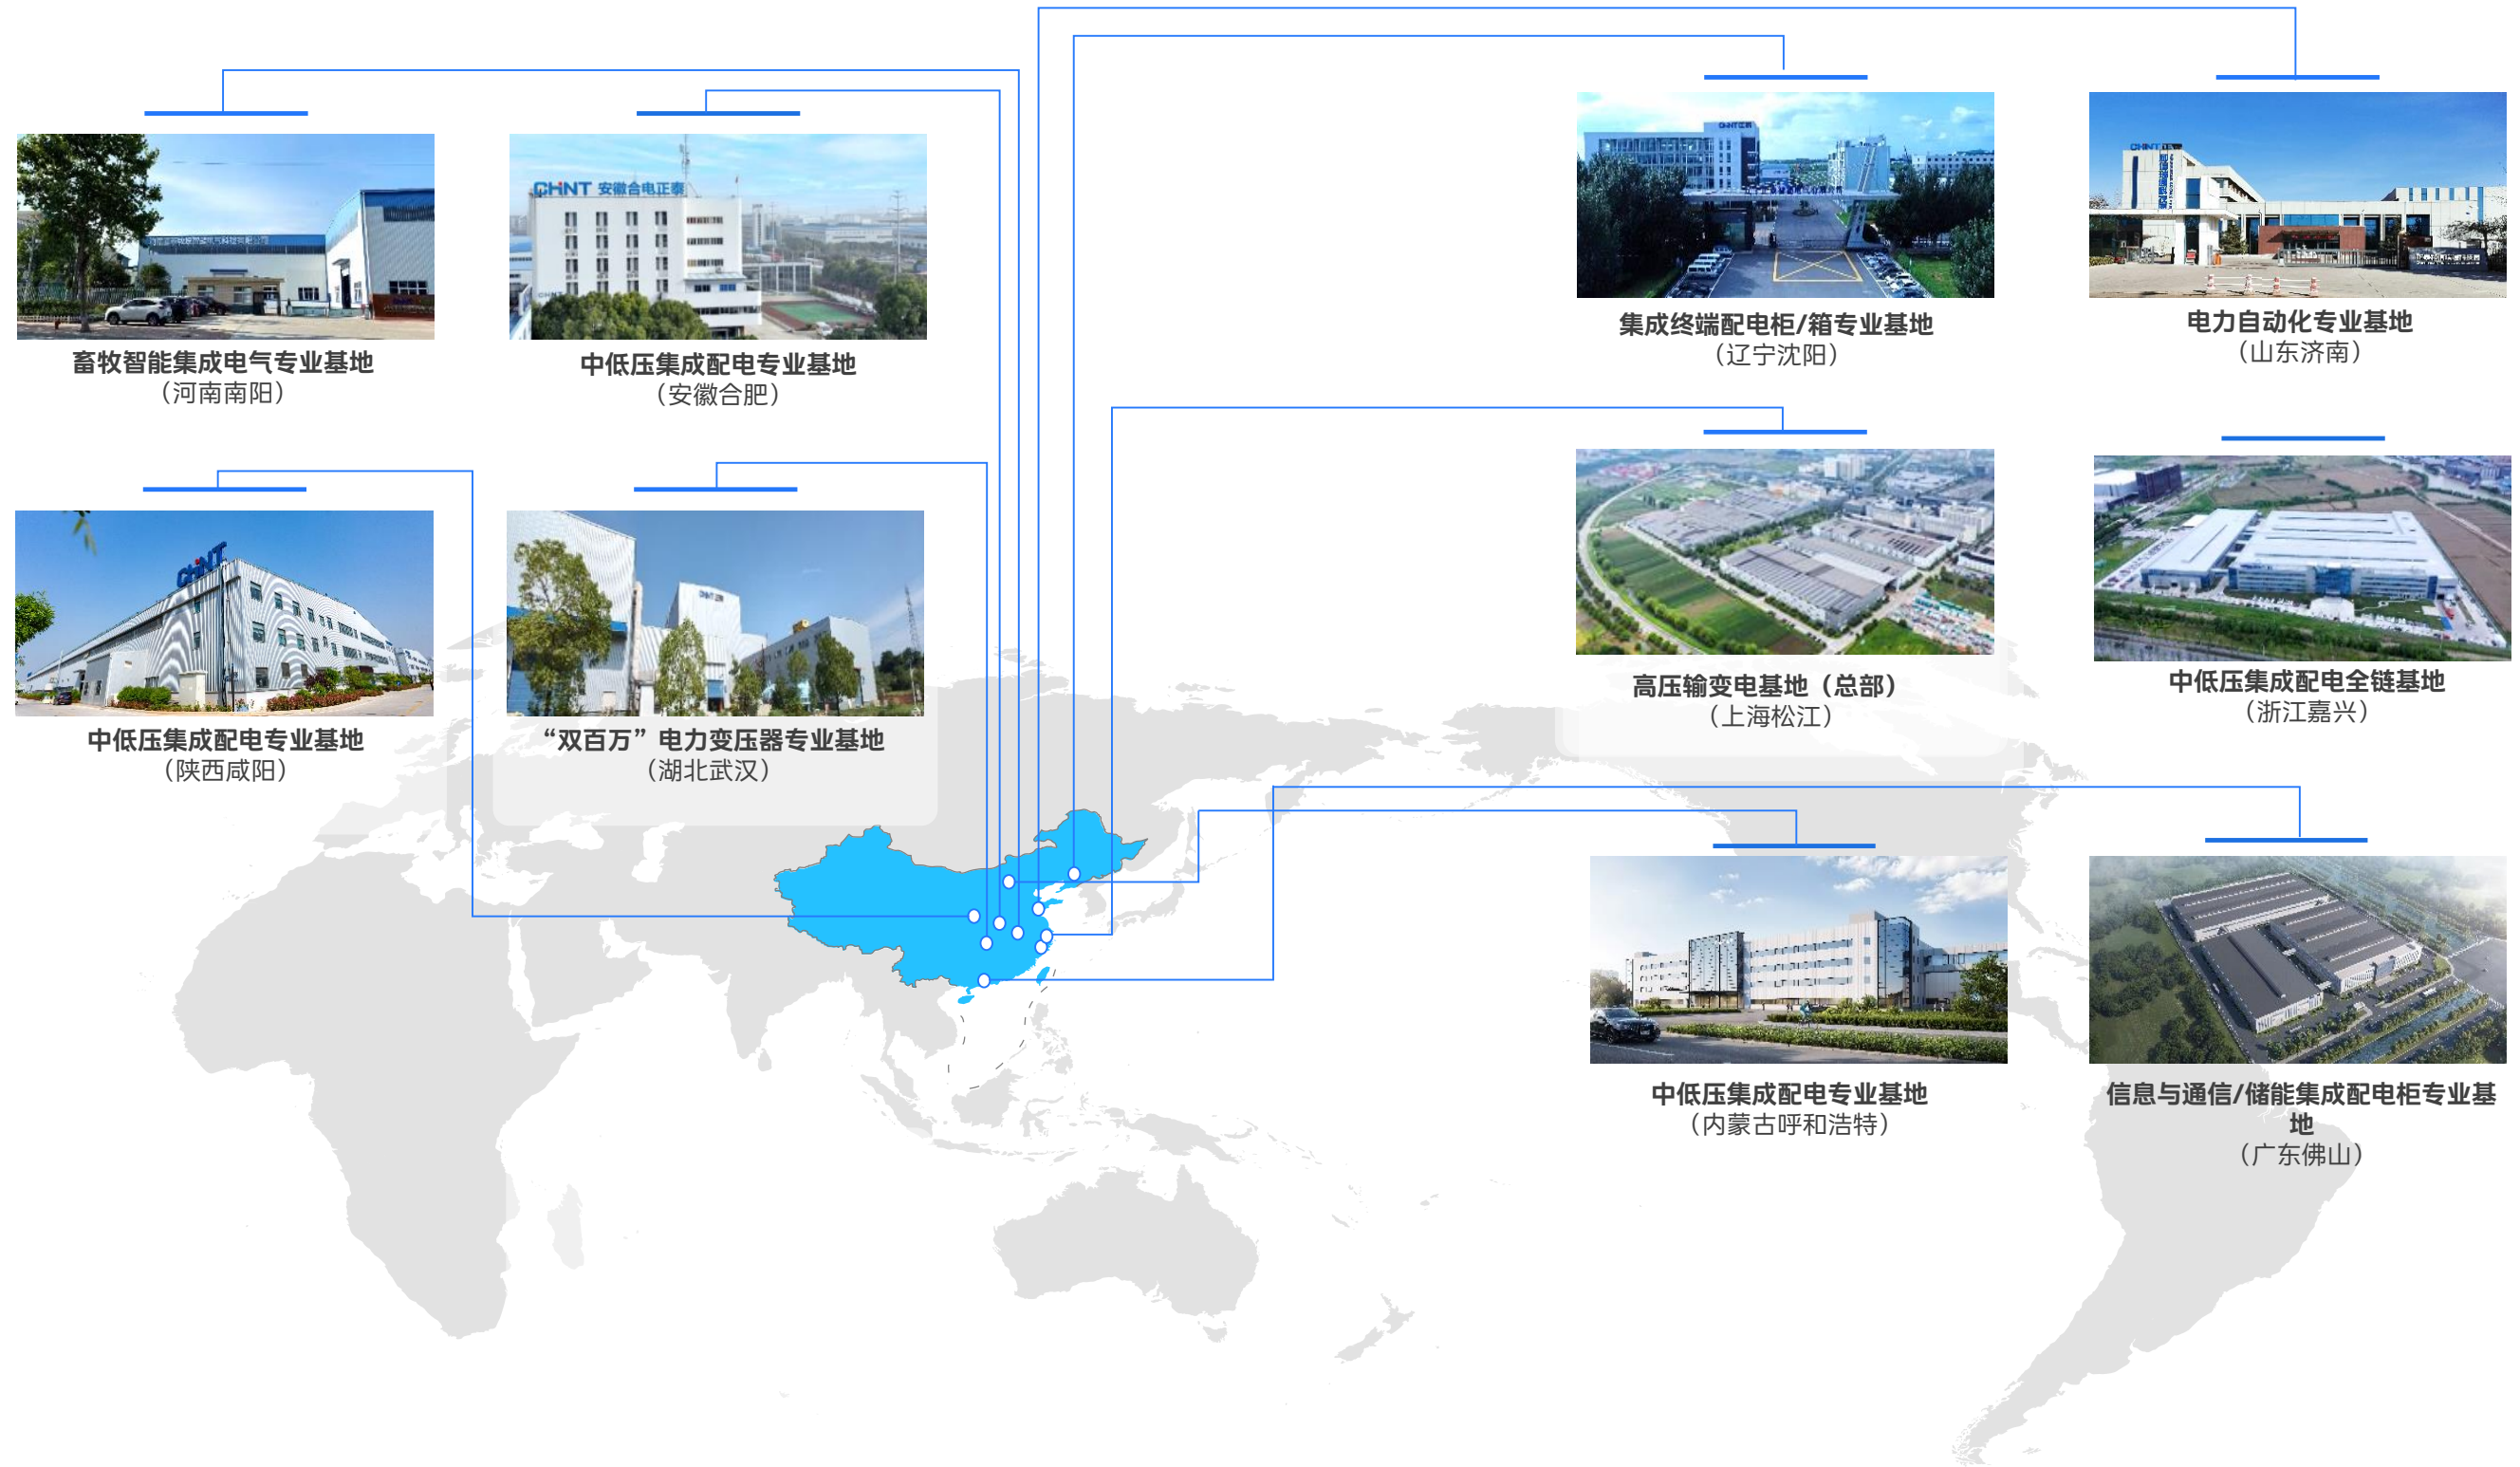 CHNT 安徽合电正泰
CHNT
CHNT
畜牧智能集成电气专业基地
（河南南阳）
中低压集成配电专业基地
（安徽合肥）
集成终端配电柜/箱专业基地
（辽宁沈阳）
电力自动化专业基地
（山东济南）
CHNT
中低压集成配电专业基地
（陕西咸阳）
“双百万”电力变压器专业基地
（湖北武汉）
高压输变电基地（总部）
（上海松江）
中低压集成配电全链基地
（浙江嘉兴）
中低压集成配电专业基地
（内蒙古呼和浩特）
信息与通信/储能集成配电柜专业基
地
（广东佛山）